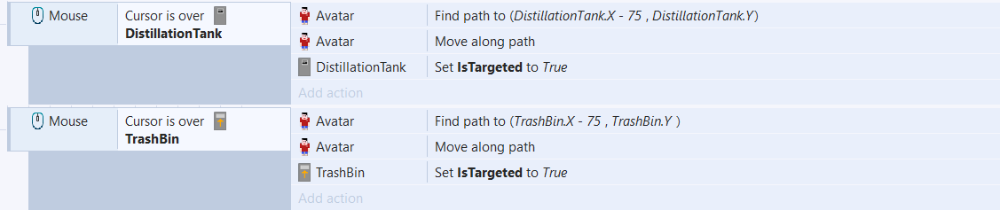 Mouse Cursor is over DistillationTank Avatar Find path to (DistillationTank.X - 75 , DistillationTank.Y)
Avatar Move along path
DistillationTank Set IsTargeted to True
Add action
Mouse Cursor is over TrashBin Avatar Find path to (TrashBin.X - 75 , TrashBin.Y )
Avatar Move along path
TrashBin Set IsTargeted to True
Add action